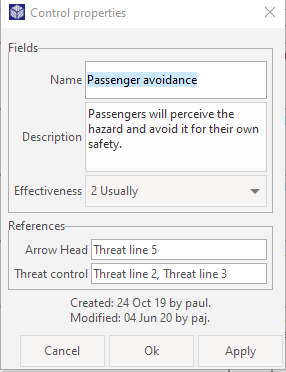 Control properties
Fields
Name Passenger avoidance
Description Passengers will perceive the
hazard and avoid it for their own
safety.
Effectiveness 2 Usually
References
Arrow Head Threat line 5
Threat control Threat line 2, Threat line 3
Created: 24 Oct 19 by paul.
Modified: 04 Jun 20 by paj.
Cancel Ok Apply